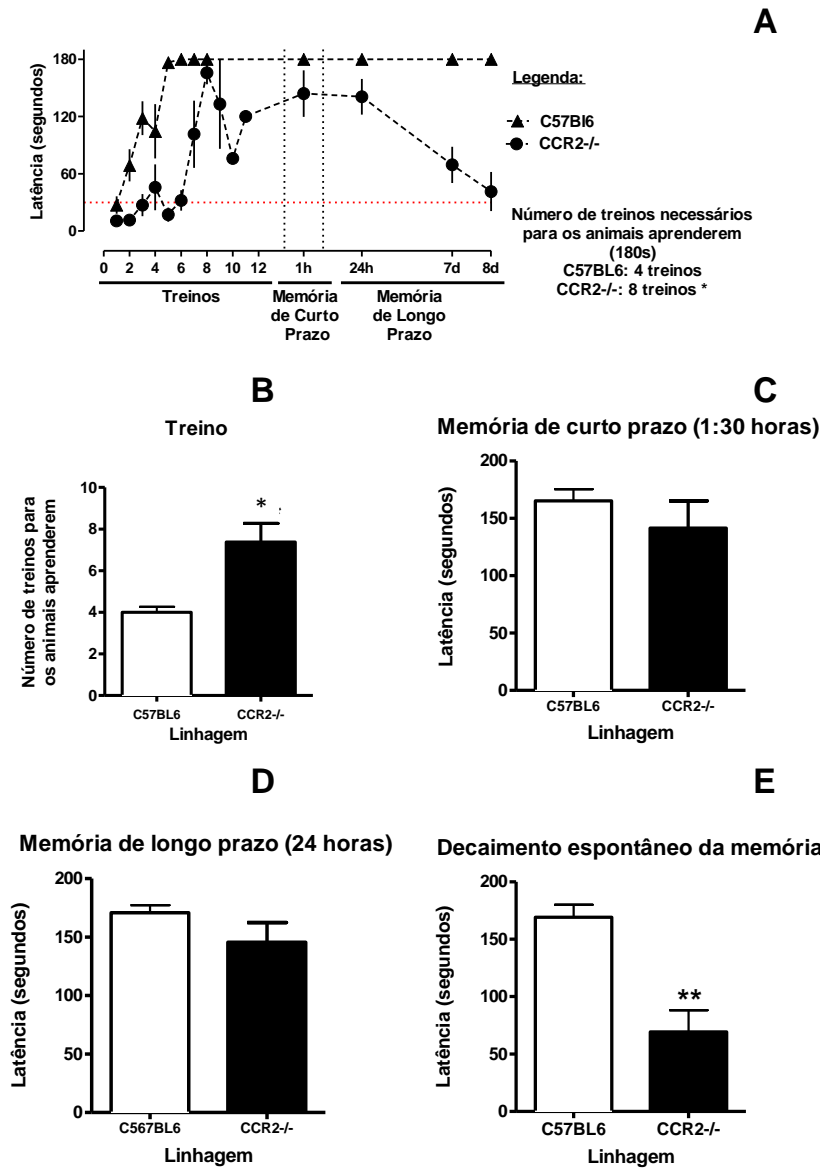 A
Latência (segundos)
180
120
60
0
0 2 4 6 8 10 12 1h 24h 7d 8d
Treinos
Memória
de Curto
Prazo
Memória
de Longo
Prazo
Legenda:
C57Bl6
CCR2-/-
Número de treinos necessários
para os animais aprenderem
(180s)
C57BL6: 4 treinos
CCR2-/-: 8 treinos *
B
Treino
Número de treinos para
os animais aprenderem
10
8
6
4
2
0
*
C57BL6 CCR2-/-
Linhagem
C
Memória de curto prazo (1:30 horas)
Latência (segundos)
200
150
100
50
0
C57BL6 CCR2-/-
Linhagem
D
Memória de longo prazo (24 horas)
Latência (segundos)
200
150
100
50
0
C567BL6 CCR2-/-
Linhagem
E
Decaimento espontâneo da memória
Latência (segundos)
200
150
100
50
0
**
C57BL6 CCR2-/-
Linhagem